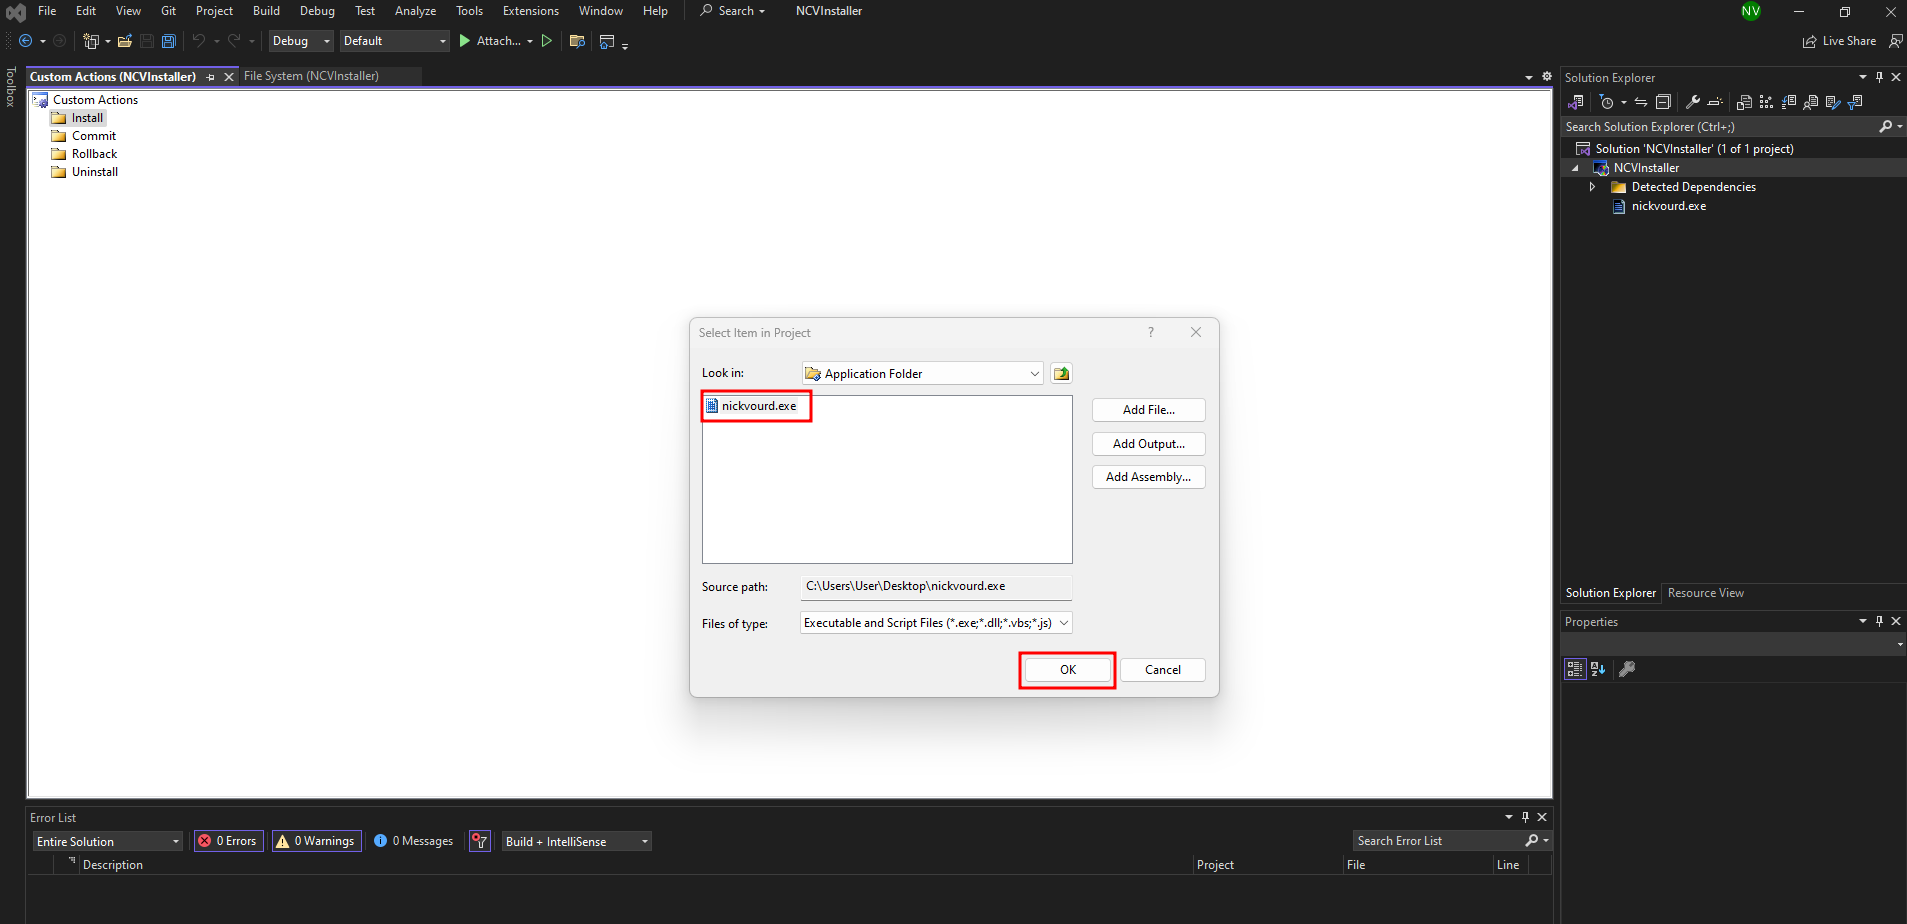 File Edit View Git Project Build Debug Test Analyze Tools Extensions Window Help Search NCVInstaller NV
Debug Default Attach... Live Share
Toolbox
Custom Actions (NCVInstaller) File System (NCVInstaller)
Custom Actions
Install
Commit
Rollback
Uninstall
Select Item in Project ?
Look in: Application Folder
nickvourd.exe
Add File...
Add Output...
Add Assembly...
Source path: C:\Users\User\Desktop\nickvourd.exe
Files of type: Executable and Script Files (*.exe;*.dll;*.vbs;*.js)
OK Cancel
Solution Explorer
Search Solution Explorer (Ctrl+;)
Solution 'NCVInstaller' (1 of 1 project)
NCVInstaller
Detected Dependencies
nickvourd.exe
Solution Explorer Resource View
Properties
Error List
Entire Solution 0 Errors 0 Warnings 0 Messages Build + IntelliSense Search Error List
Description Project File Line